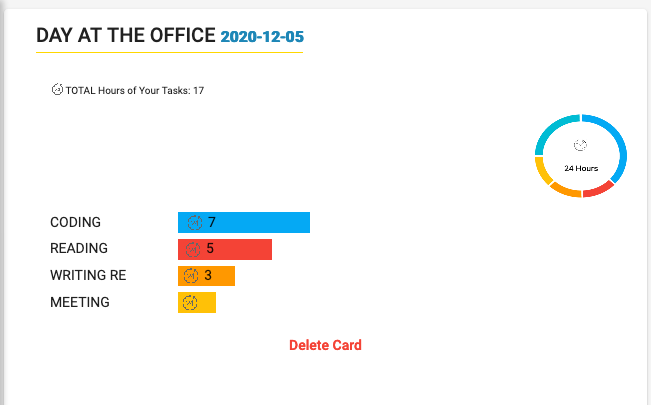 DAY AT THE OFFICE 2020-12-05
TOTAL Hours of Your Tasks: 17
24 Hours
CODING 7
READING 5
WRITING RE 3
MEETING
Delete Card